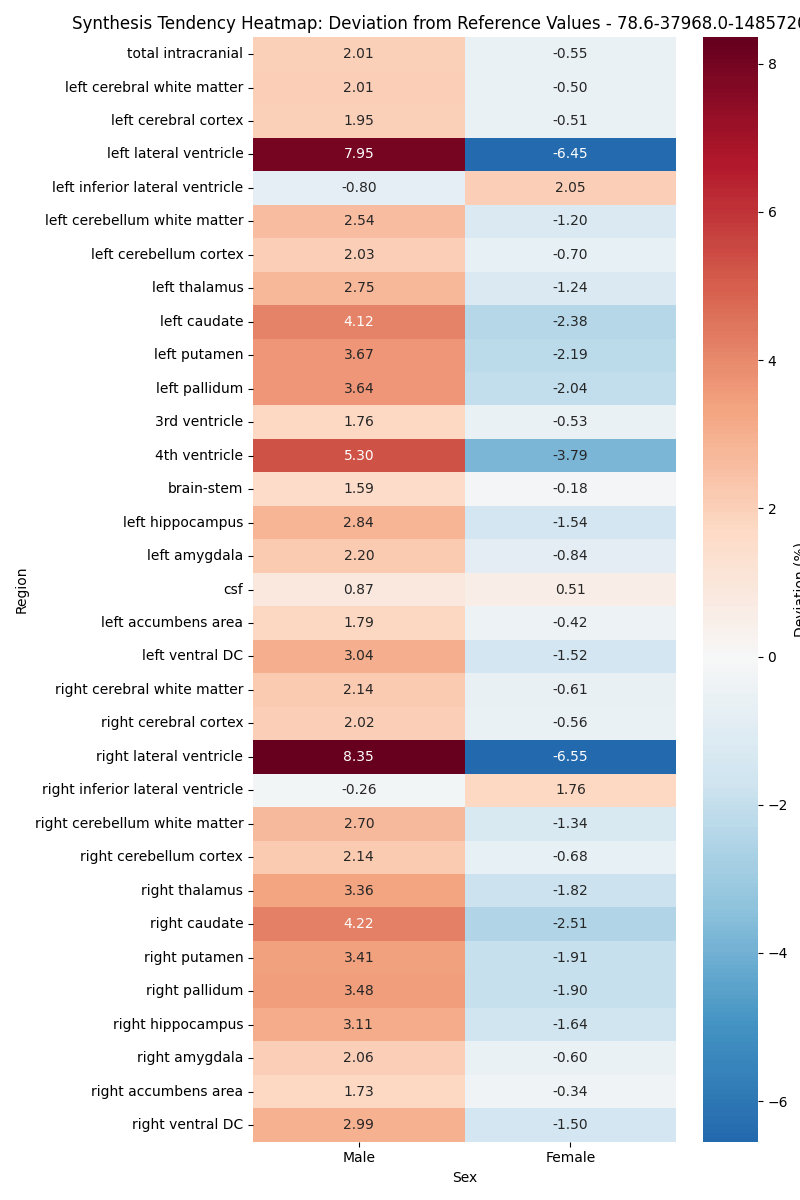 Synthesis Tendency Heatmap: Deviation from Reference Values - 78.6-37968.0-1485720
total intracranial 2.01 -0.55
left cerebral white matter 2.01 -0.50
left cerebral cortex 1.95 -0.51
left lateral ventricle 7.95 -6.45
left inferior lateral ventricle -0.80 2.05
left cerebellum white matter 2.54 -1.20
left cerebellum cortex 2.03 -0.70
left thalamus 2.75 -1.24
left caudate 4.12 -2.38
left putamen 3.67 -2.19
left pallidum 3.64 -2.04
3rd ventricle 1.76 -0.53
4th ventricle 5.30 -3.79
brain-stem 1.59 -0.18
left hippocampus 2.84 -1.54
left amygdala 2.20 -0.84
csf 0.87 0.51
left accumbens area 1.79 -0.42
left ventral DC 3.04 -1.52
right cerebral white matter 2.14 -0.61
right cerebral cortex 2.02 -0.56
right lateral ventricle 8.35 -6.55
right inferior lateral ventricle -0.26 1.76
right cerebellum white matter 2.70 -1.34
right cerebellum cortex 2.14 -0.68
right thalamus 3.36 -1.82
right caudate 4.22 -2.51
right putamen 3.41 -1.91
right pallidum 3.48 -1.90
right hippocampus 3.11 -1.64
right amygdala 2.06 -0.60
right accumbens area 1.73 -0.34
right ventral DC 2.99 -1.50
Male Female
Sex
Region
8
6
4
2
0
−2
−4
−6
Deviation (%)